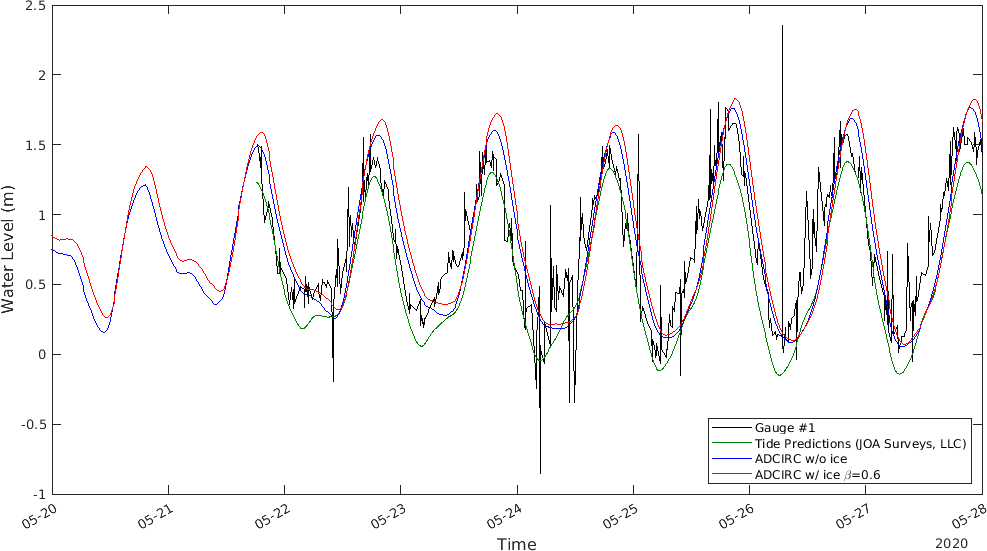 2.5
2
1.5
1
0.5
0
-0.5
-1
Water Level (m)
Gauge #1
Tide Predictions (JOA Surveys, LLC)
ADCIRC w/o ice
ADCIRC w/ ice β=0.6
05-20 05-21 05-22 05-23 05-24 05-25 05-26 05-27 05-28
Time
2020